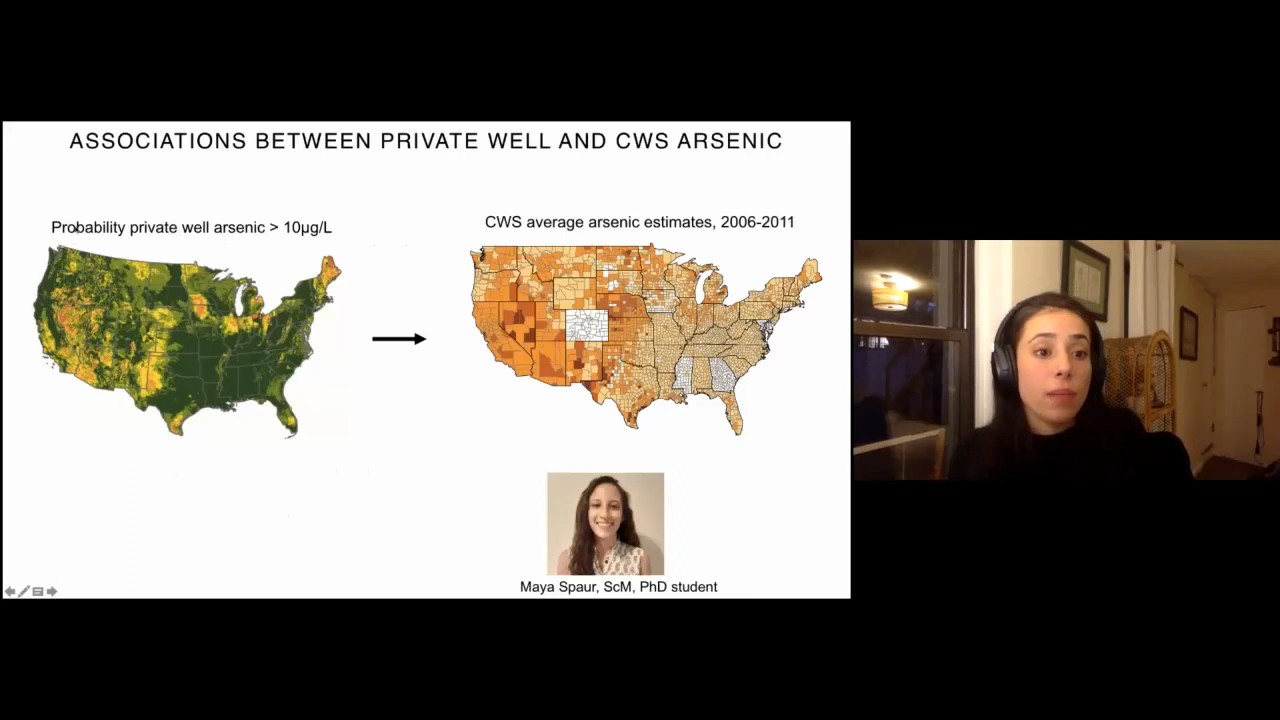 ASSOCIATIONS BETWEEN PRIVATE WELL AND CWS ARSENIC
Probability private well arsenic > 10µg/L
CWS average arsenic estimates, 2006-2011
Maya Spaur, ScM, PhD student